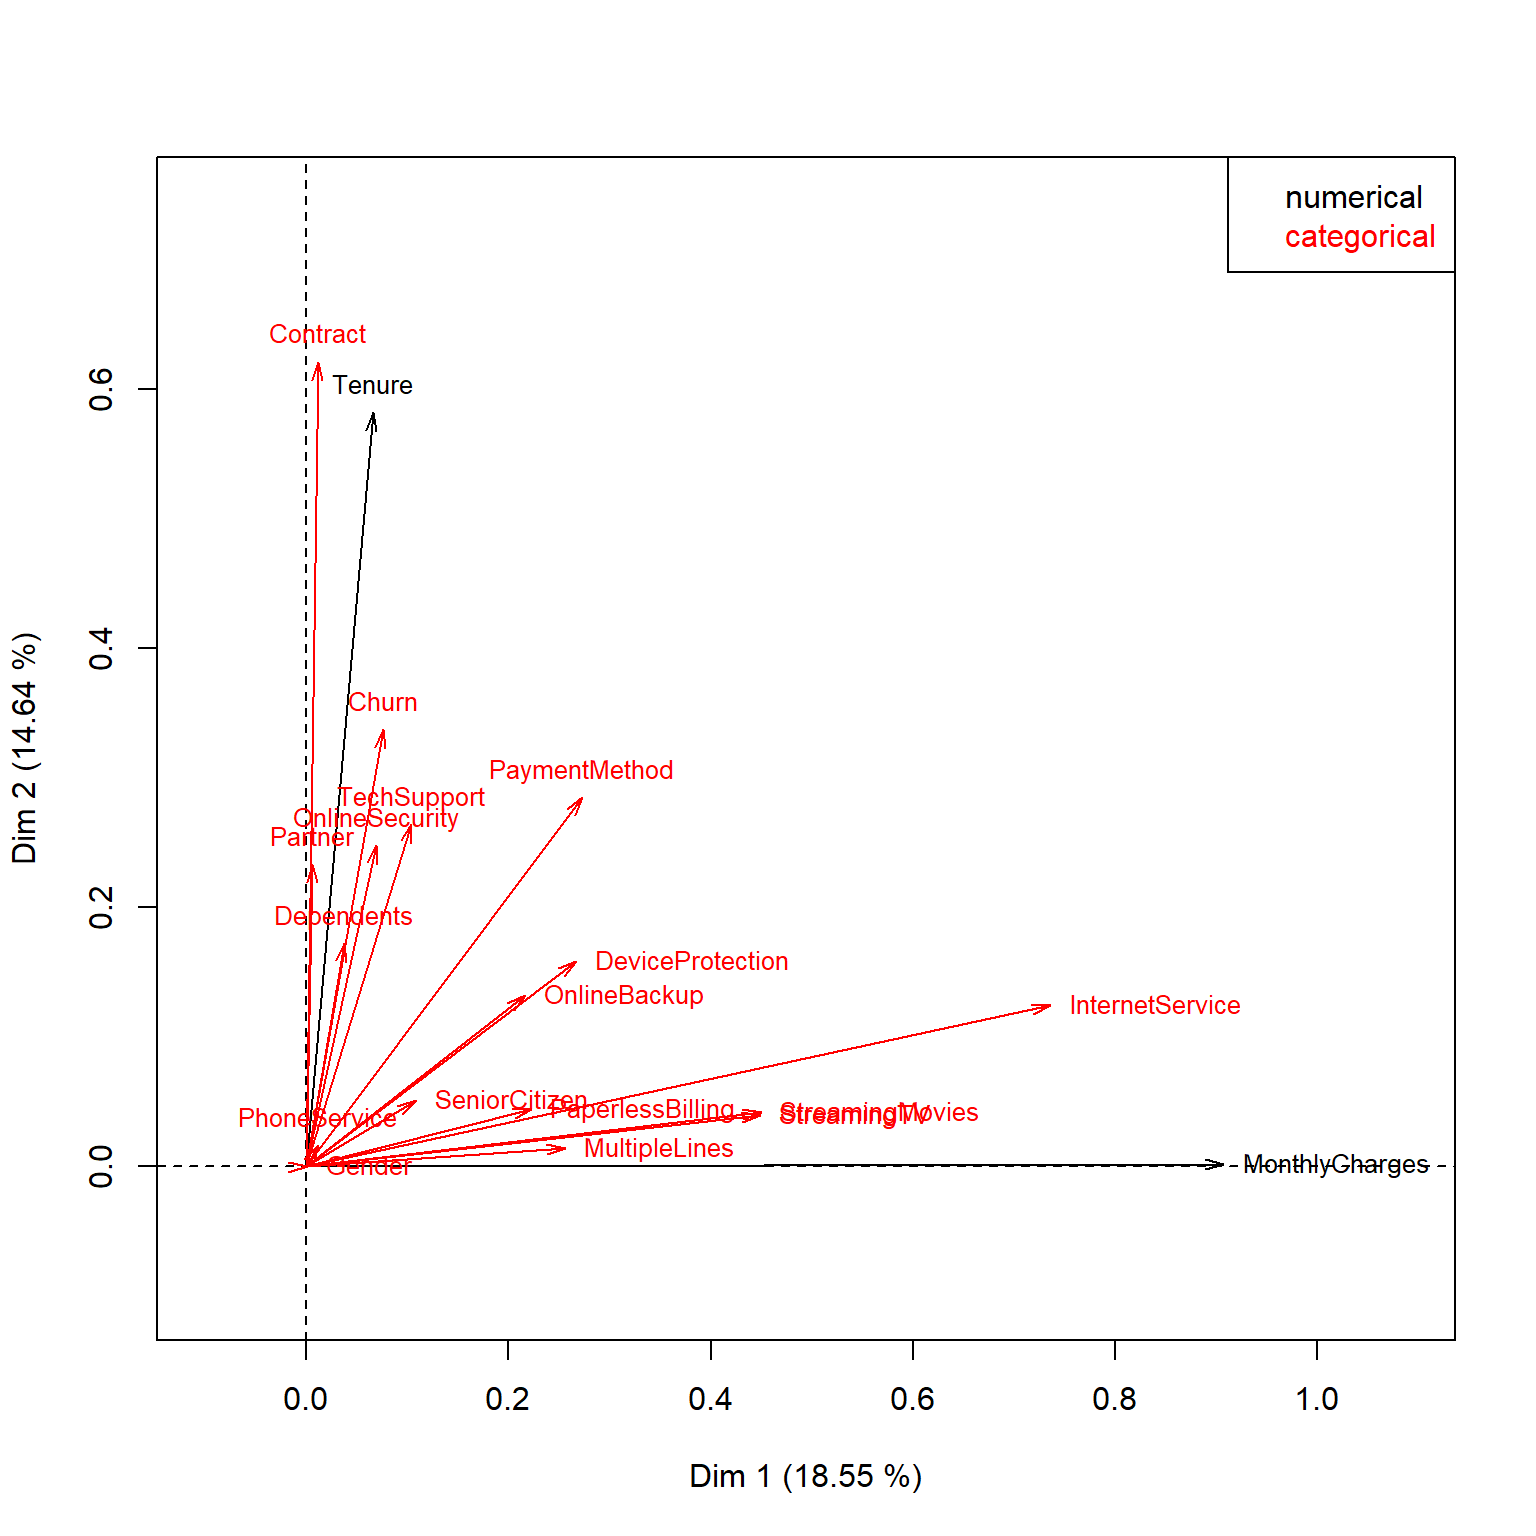 numerical
categorical
Contract
Tenure
Churn
PaymentMethod
TechSupport
OnlineSecurity
Partner
Dependents
DeviceProtection
OnlineBackup
InternetService
SeniorCitizen
PaperlessBilling
StreamingMovies
StreamingTV
PhoneService
MultipleLines
Gender
MonthlyCharges
0.6
0.4
0.2
0.0
Dim 2 (14.64 %)
0.0 0.2 0.4 0.6 0.8 1.0
Dim 1 (18.55 %)